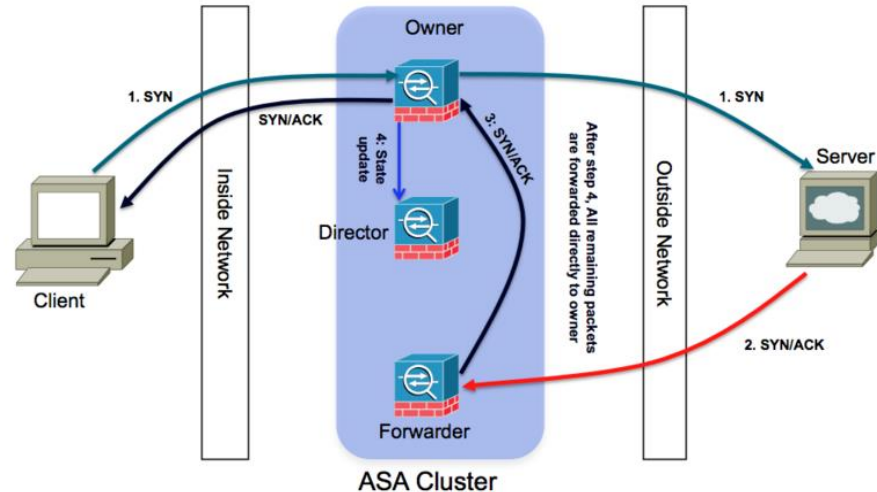 Owner
1. SYN
SYN/ACK
1. SYN
3: SYN/ACK
4: State
update
After step 4, All remaining packets
are forwarded directly to owner
Inside Network
Outside Network
Server
Director
Client
2. SYN/ACK
Forwarder
ASA Cluster